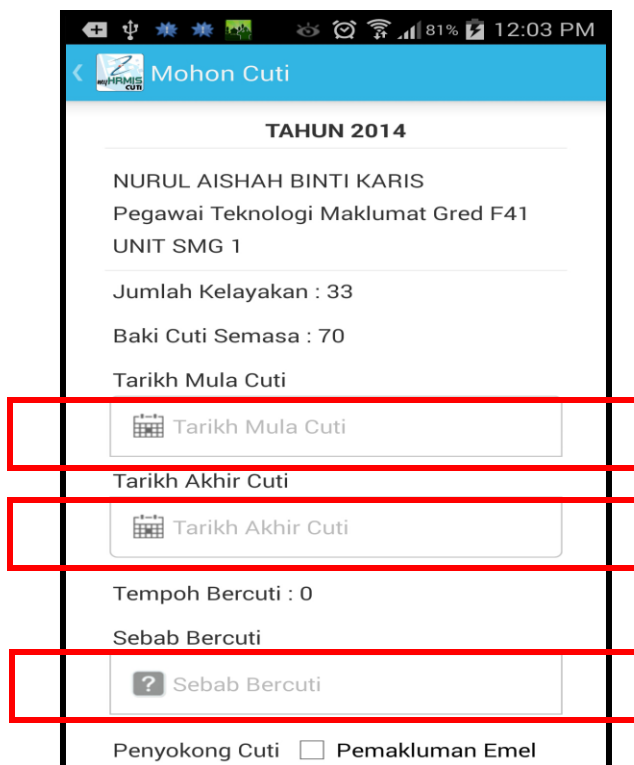 81% 12:03 PM
myHRMIS CUTI Mohon Cuti
TAHUN 2014
NURUL AISHAH BINTI KARIS
Pegawai Teknologi Maklumat Gred F41
UNIT SMG 1
Jumlah Kelayakan : 33
Baki Cuti Semasa : 70
Tarikh Mula Cuti
Tarikh Mula Cuti
Tarikh Akhir Cuti
Tarikh Akhir Cuti
Tempoh Bercuti : 0
Sebab Bercuti
? Sebab Bercuti
Penyokong Cuti Pemakluman Emel